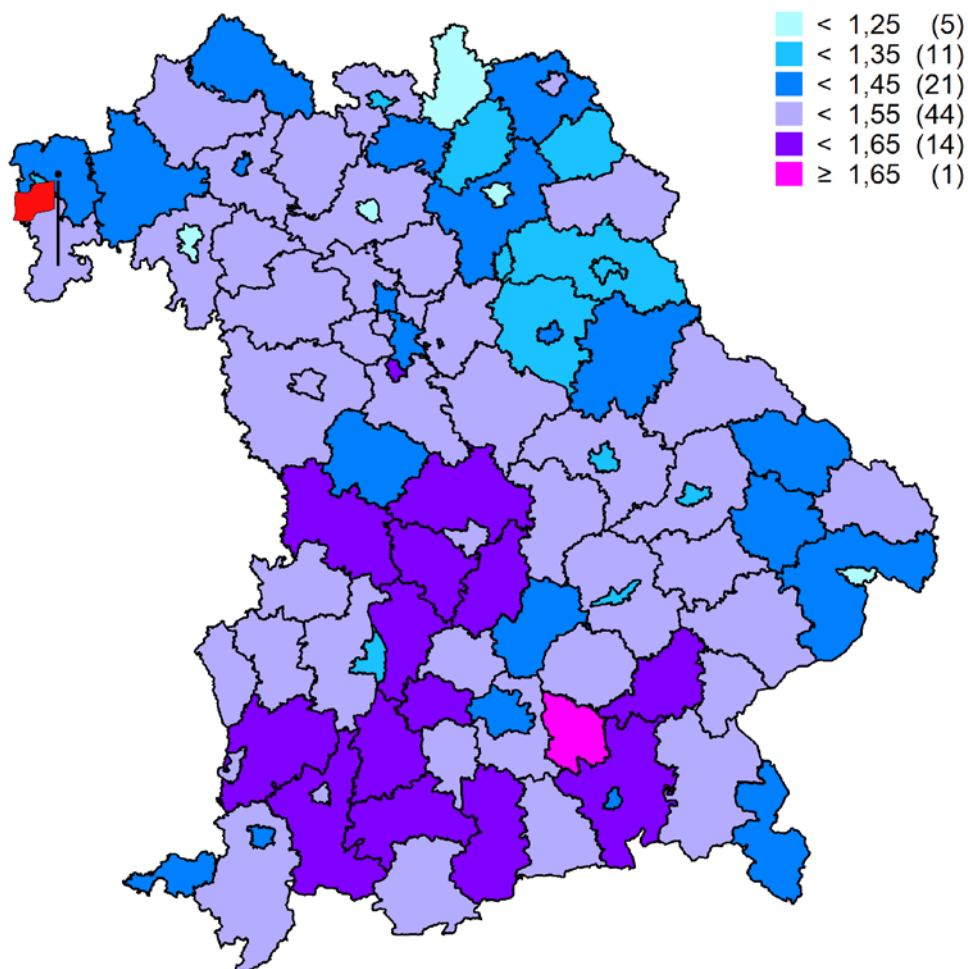 < 1,25 (5)
< 1,35 (11)
< 1,45 (21)
< 1,55 (44)
< 1,65 (14)
≥ 1,65 (1)